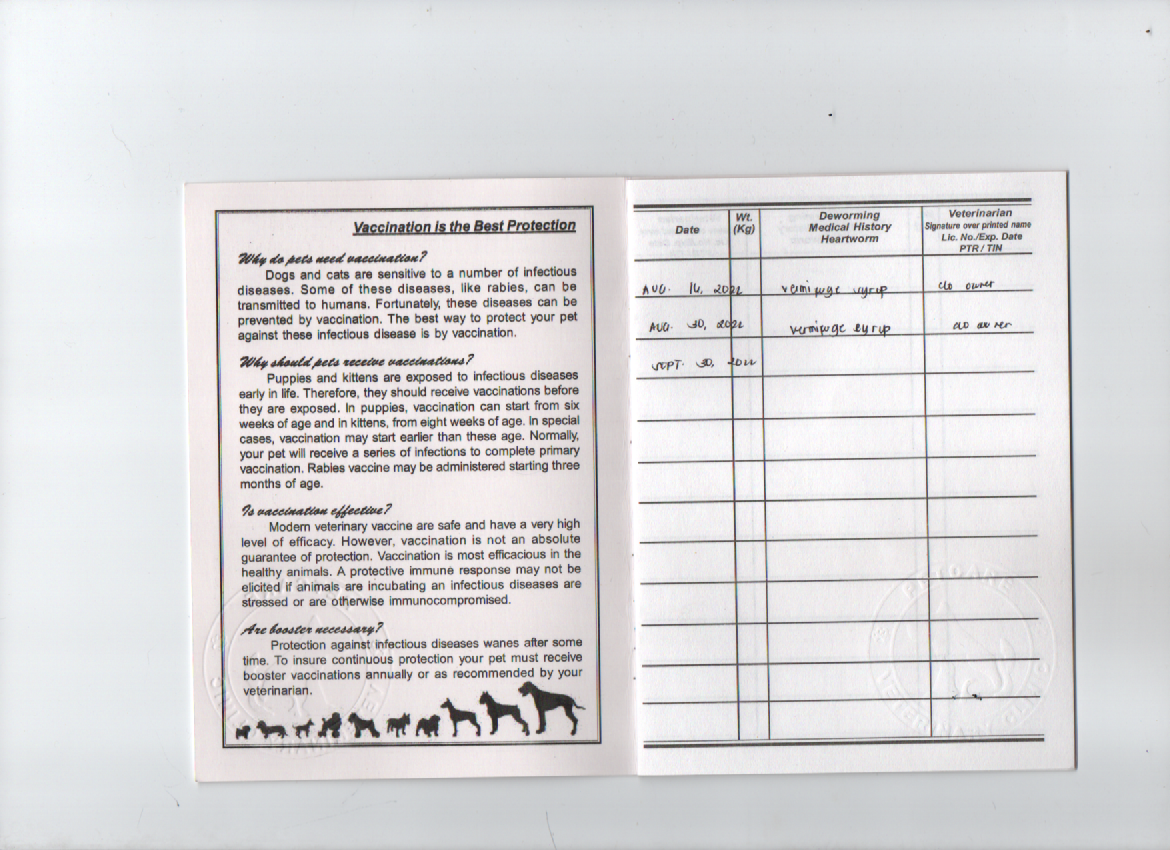 Vaccination is the Best Protection
Why do pets need vaccination?
Dogs and cats are sensitive to a number of infectious
diseases. Some of these diseases, like rabies, can be
transmitted to humans. Fortunately, these diseases can be
prevented by vaccination. The best way to protect your pet
against these infectious disease is by vaccination.
Why should pets receive vaccinations?
Puppies and kittens are exposed to infectious diseases
early in life. Therefore, they should receive vaccinations before
they are exposed. In puppies, vaccination can start from six
weeks of age and in kittens, from eight weeks of age. In special
cases, vaccination may start earlier than these age. Normally,
your pet will receive a series of infections to complete primary
vaccination. Rabies vaccine may be administered starting three
months of age.
Is vaccination effective?
Modern veterinary vaccine are safe and have a very high
level of efficacy. However, vaccination is not an absolute
guarantee of protection. Vaccination is most efficacious in the
healthy animals. A protective immune response may not be
elicited if animals are incubating an infectious diseases are
stressed or are otherwise immunocompromised.
Are booster necessary?
Protection against infectious diseases wanes after some
time. To insure continuous protection your pet must receive
booster vaccinations annually or as recommended by your
veterinarian.
Date
Wt.
(Kg)
Deworming
Medical History
Heartworm
Veterinarian
Signature over printed name
Lic. No./Exp. Date
PTR / TIN
AUG. 16, 2022 vermifuge syrup c/o owner
AUG. 30, 2022 vermifuge syrup c/o owner
SEPT. 30, 2022
PETCARE
VETERINARY CLINIC